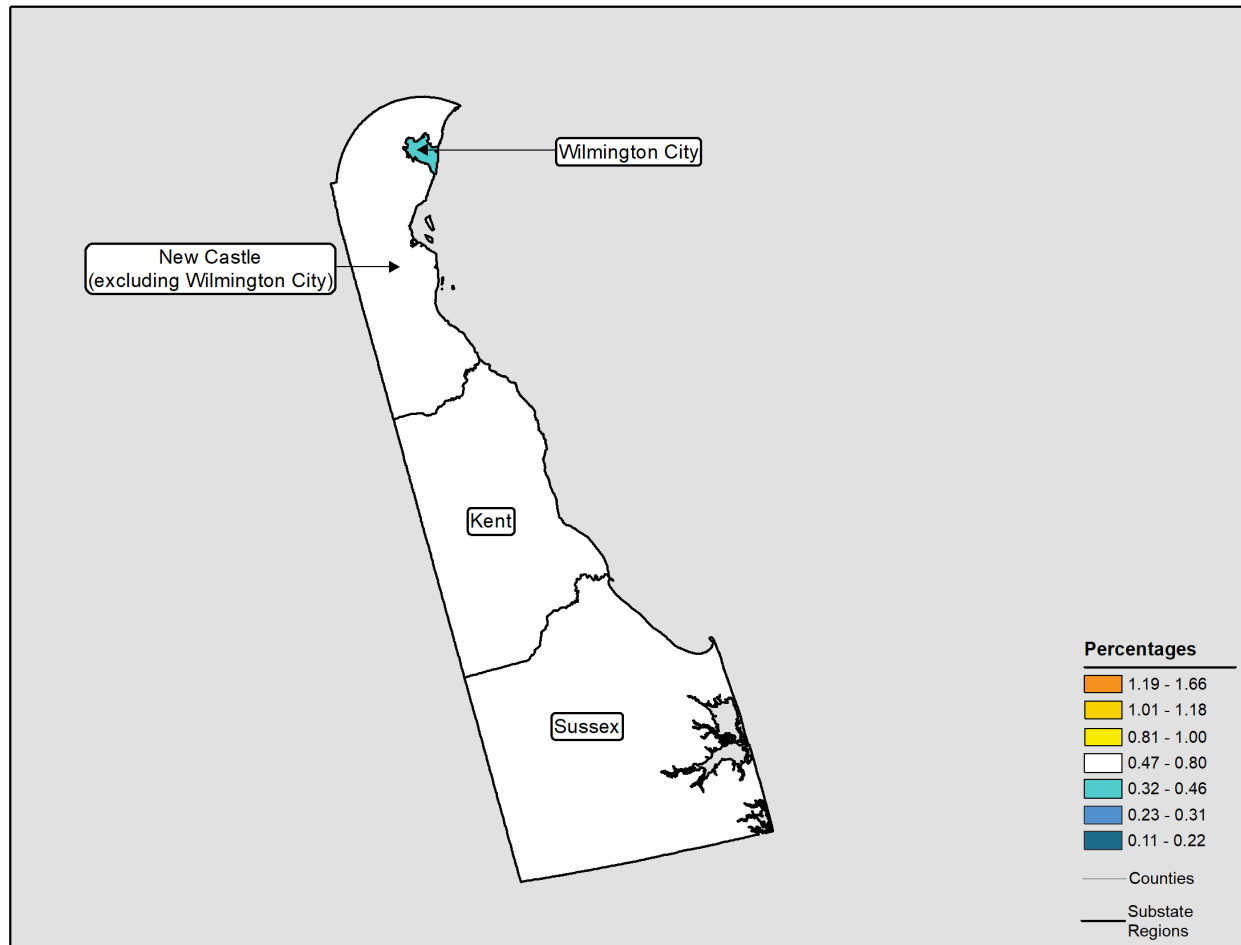 Wilmington City
New Castle
(excluding Wilmington City)
Kent
Sussex
Percentages
1.19 - 1.66
1.01 - 1.18
0.81 - 1.00
0.47 - 0.80
0.32 - 0.46
0.23 - 0.31
0.11 - 0.22
Counties
Substate
Regions